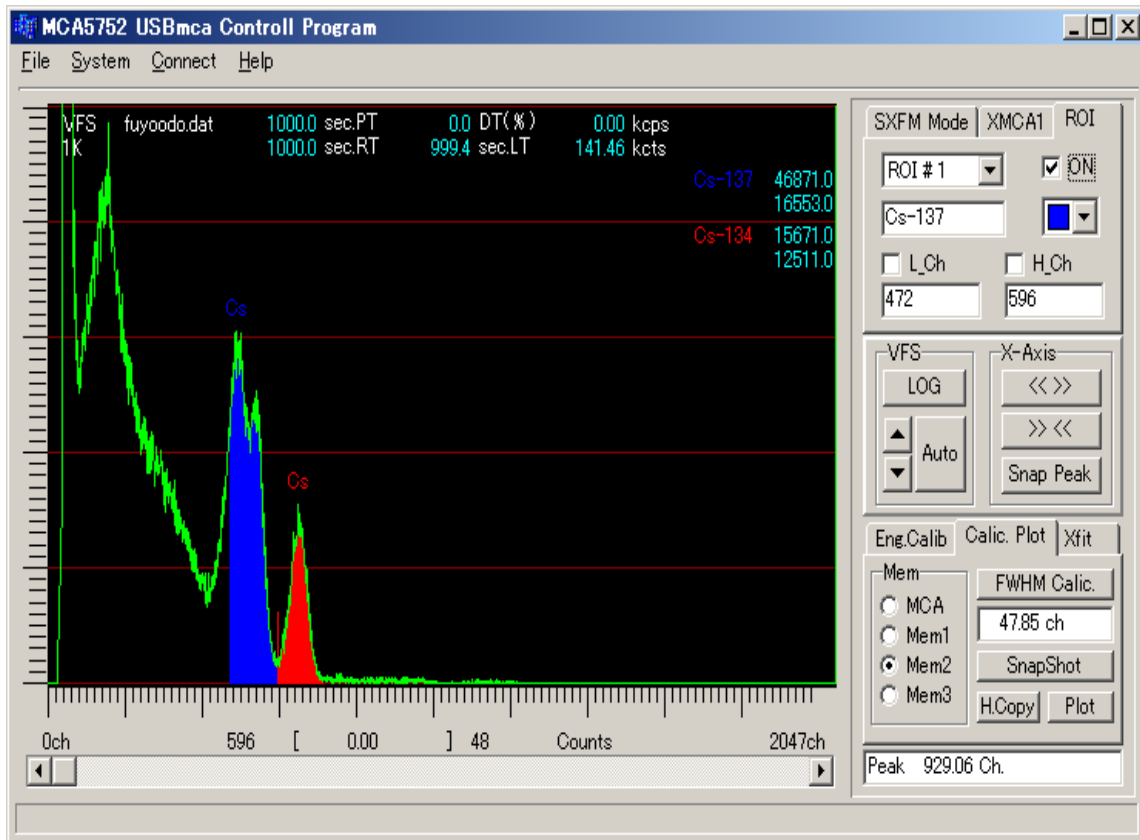 MCA5752 USBmca Controll Program
File System Connect Help
VFS fuyoodo.dat 1000.0 sec.PT 0.0 DT(%) 0.00 kcps
1K 1000.0 sec.RT 999.4 sec.LT 141.46 kcts
Cs-137 46871.0
16553.0
Cs-134 15671.0
12511.0
Cs
Cs
0ch 596 [ 0.00 ] 48 Counts 2047ch
SXFM Mode XMCA1 ROI
ROI # 1 ON
Cs-137
L_Ch H_Ch
472 596
VFS X-Axis
LOG << >>
>> <<
Auto
Snap Peak
Eng.Calib Calic. Plot Xfit
Mem FWHM Calic.
MCA
47.85 ch
Mem1
Mem2 SnapShot
Mem3 H.Copy Plot
Peak 929.06 Ch.